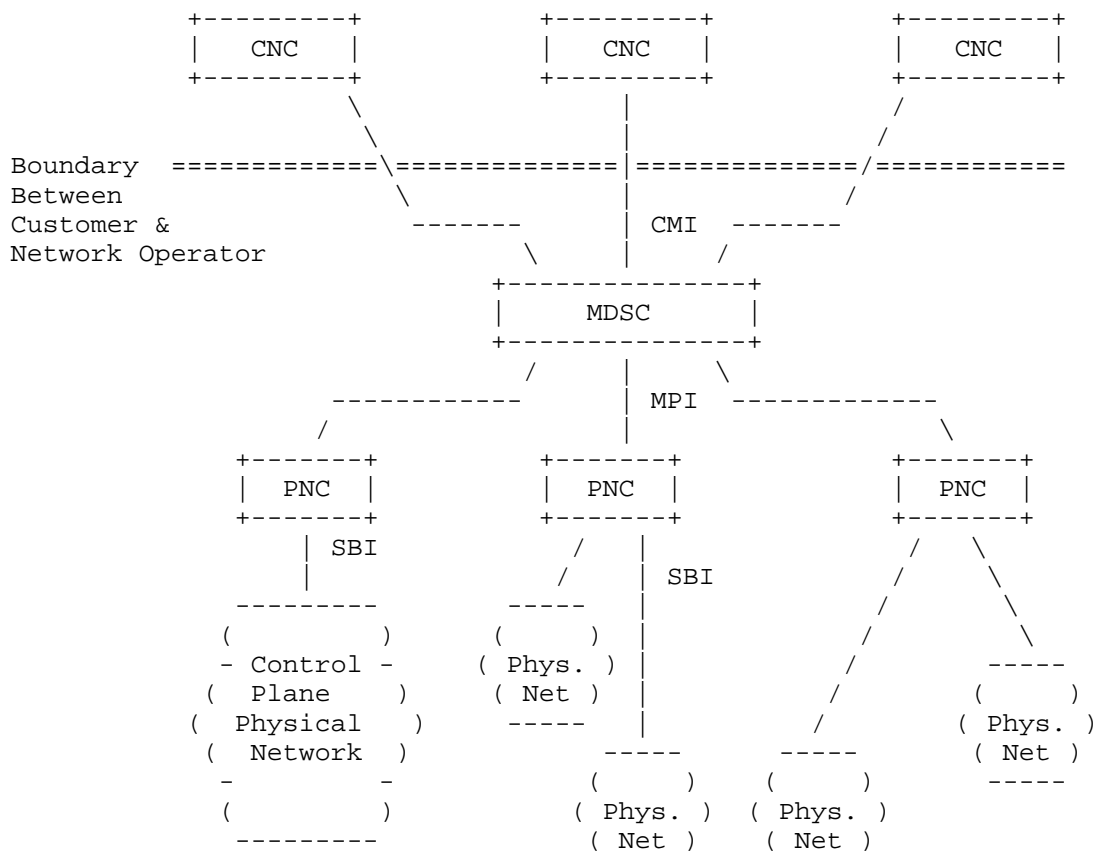 CNC CNC CNC
Boundary
Between
Customer & CMI
Network Operator
MDSC
MPI
PNC PNC PNC
SBI
SBI
Control Phys.
Plane Net
Physical Phys.
Network Net
Phys. Phys.
Net Net